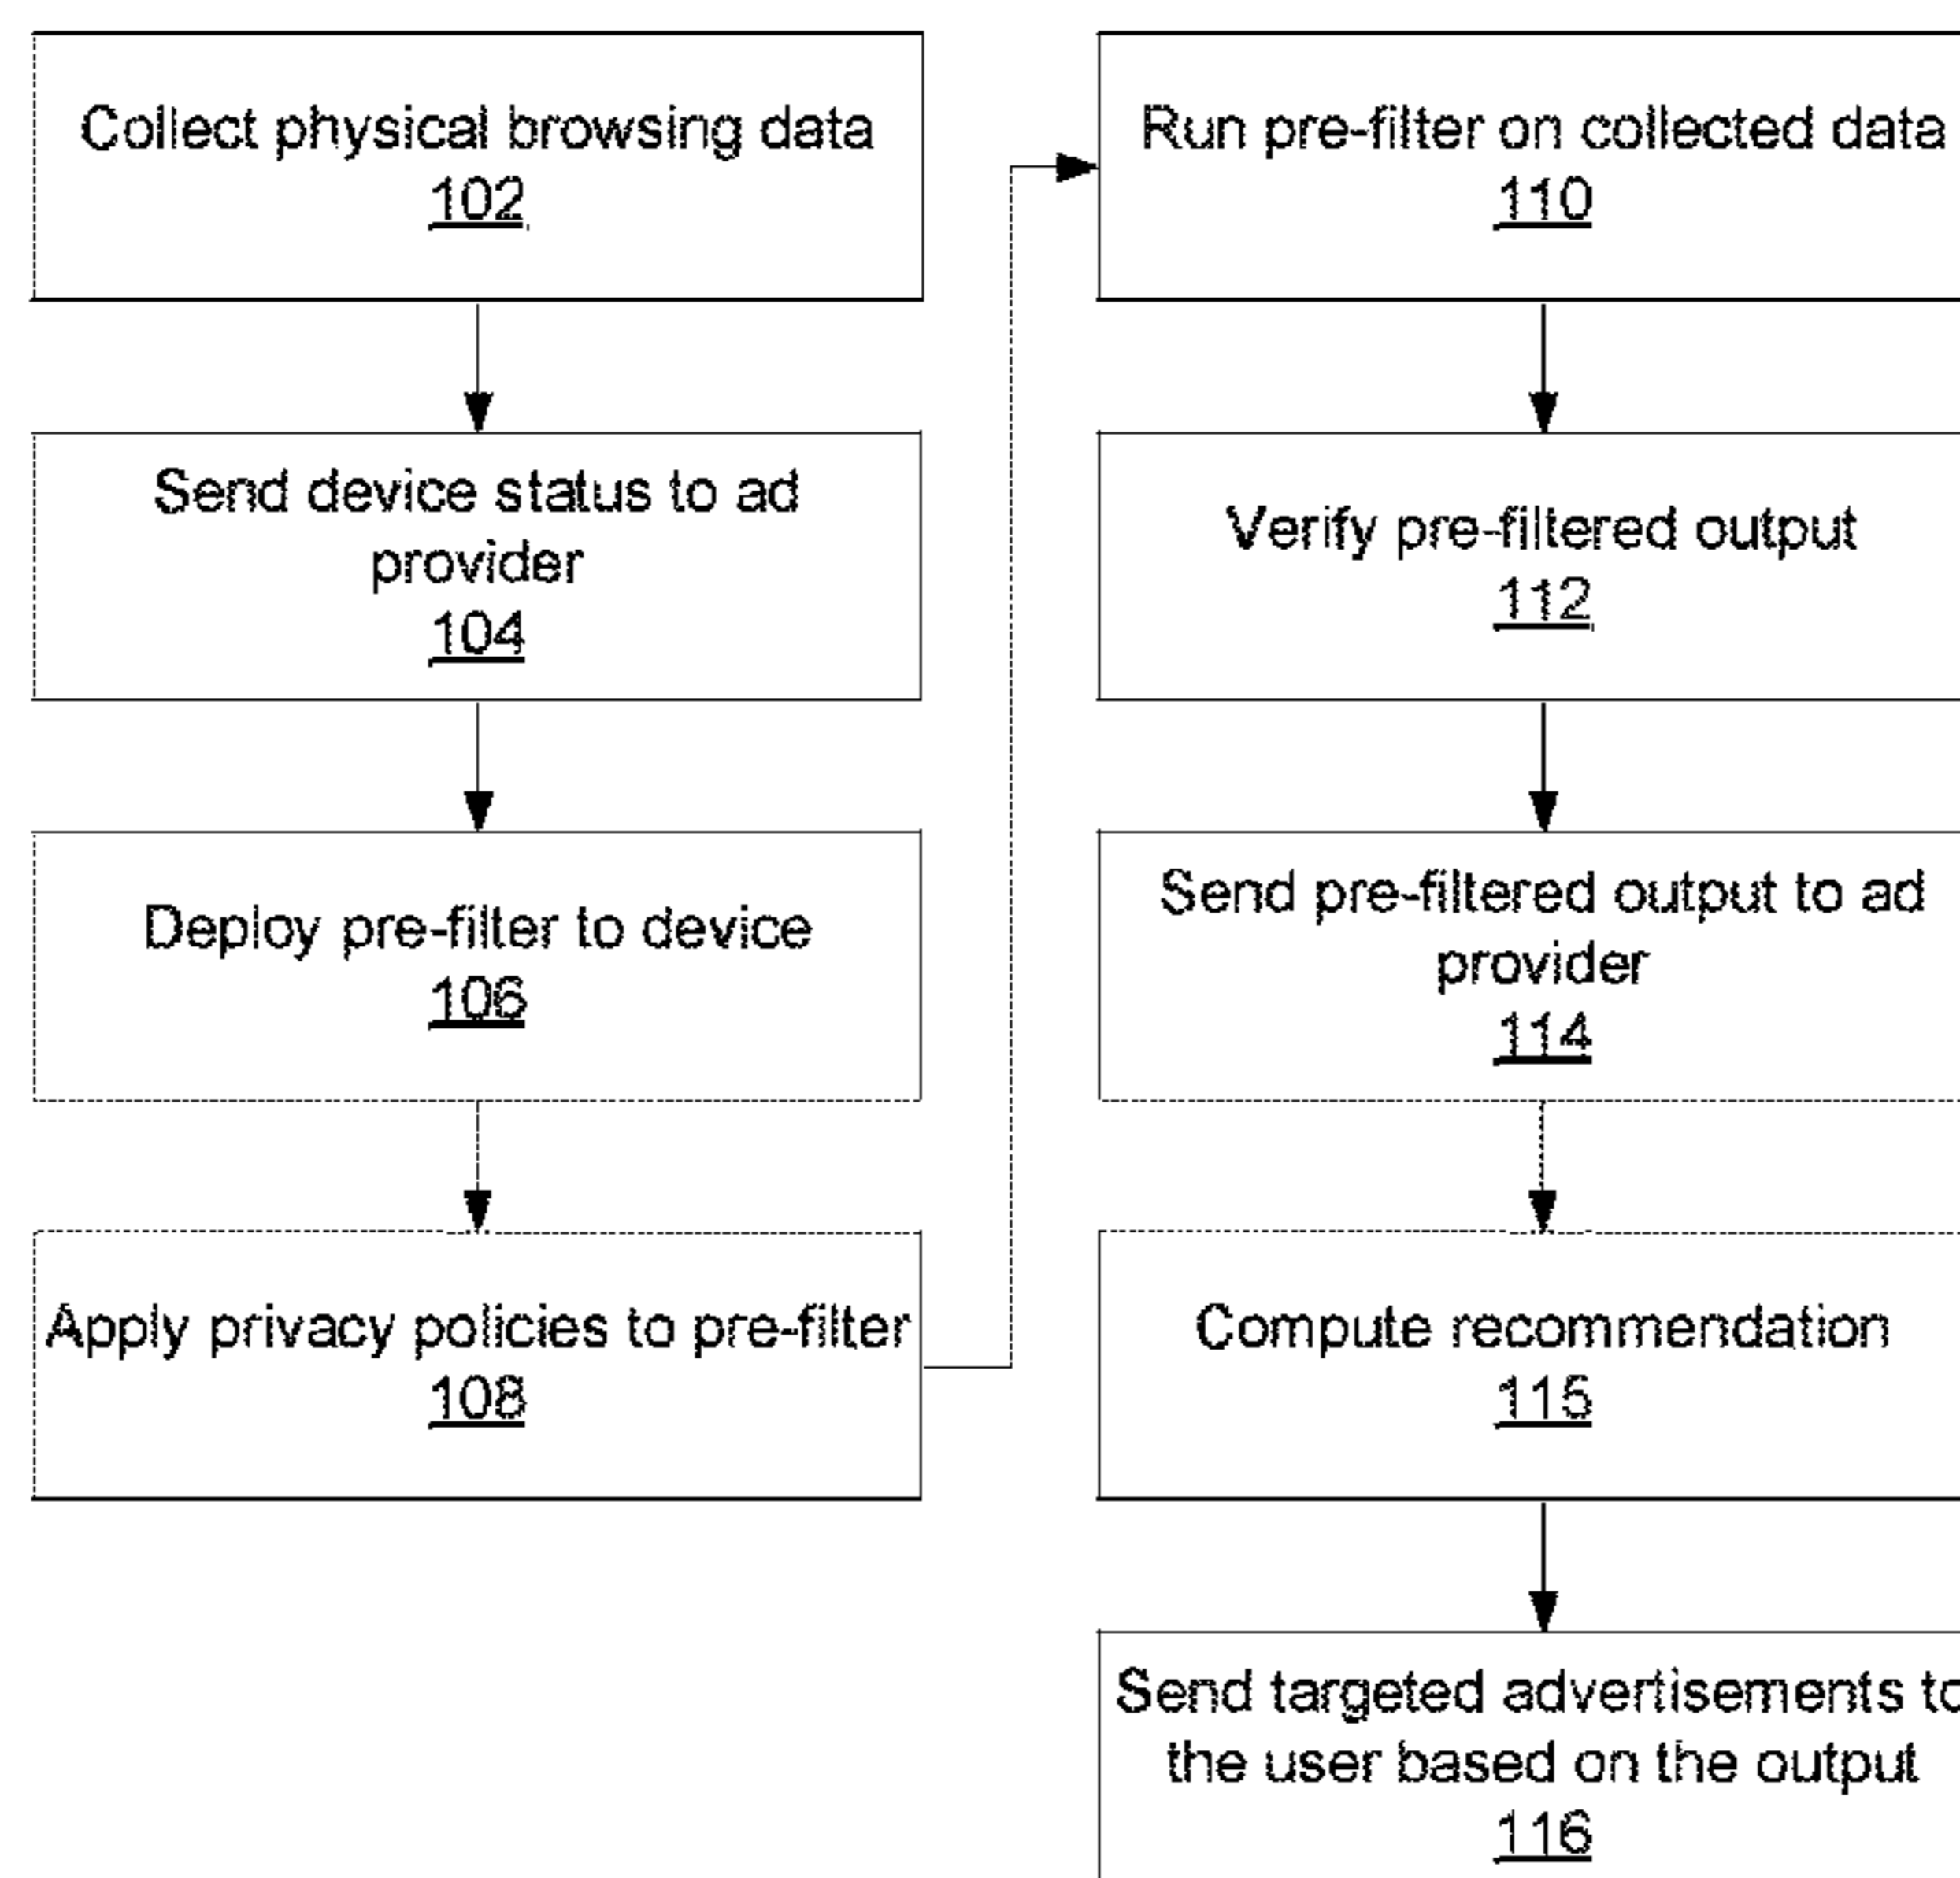 Collect physical browsing data
102
Send device status to ad
provider
104
Deploy pre-filter to device
106
Apply privacy policies to pre-filter
108
Run pre-filter on collected data
110
Verify pre-filtered output
112
Send pre-filtered output to ad
provider
114
Compute recommendation
115
Send targeted advertisements to
the user based on the output
116